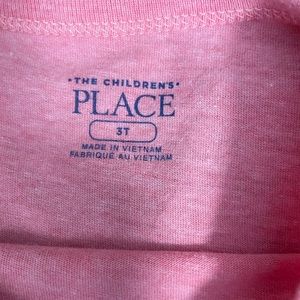 • THE CHILDREN'S •
PLACE
3T
MADE IN VIETNAM
FABRIQUÉ AU VIETNAM